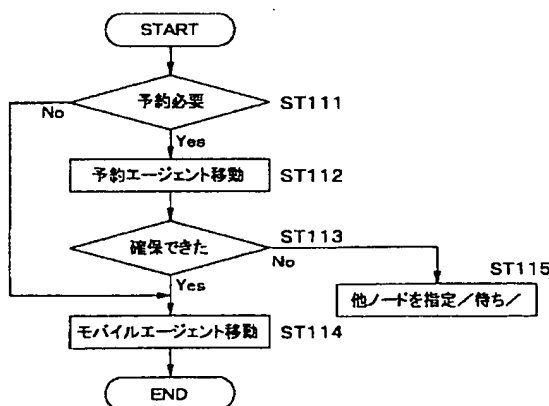 START
予約必要
ST111
No
Yes
予約エージェント移動
ST112
確保できた
ST113
No
Yes
ST115
他ノードを指定／待ち／
モバイルエージェント移動
ST114
END